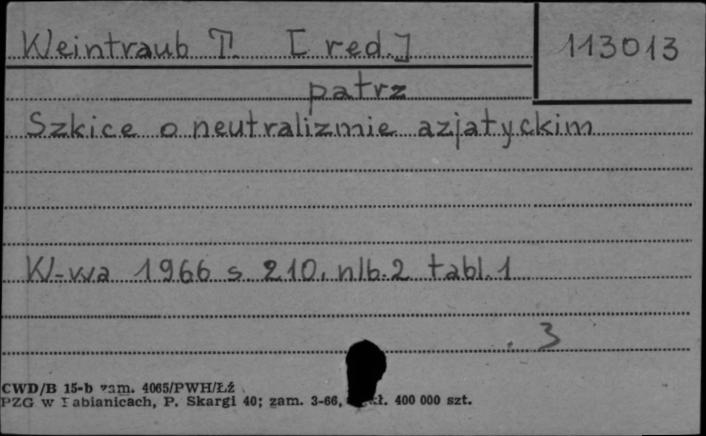 Weintraub T. [red.] 113013
patrz
Szkice o neutralizmie azjatyckim
W-wa 1966 s. 210, nlb. 2 tabl. 1
. 3
CWD/B 15-b zam. 4065/PWH/Łź
PZG w Pabianicach, P. Skargi 40; zam. 3-66, 400 000 szt.